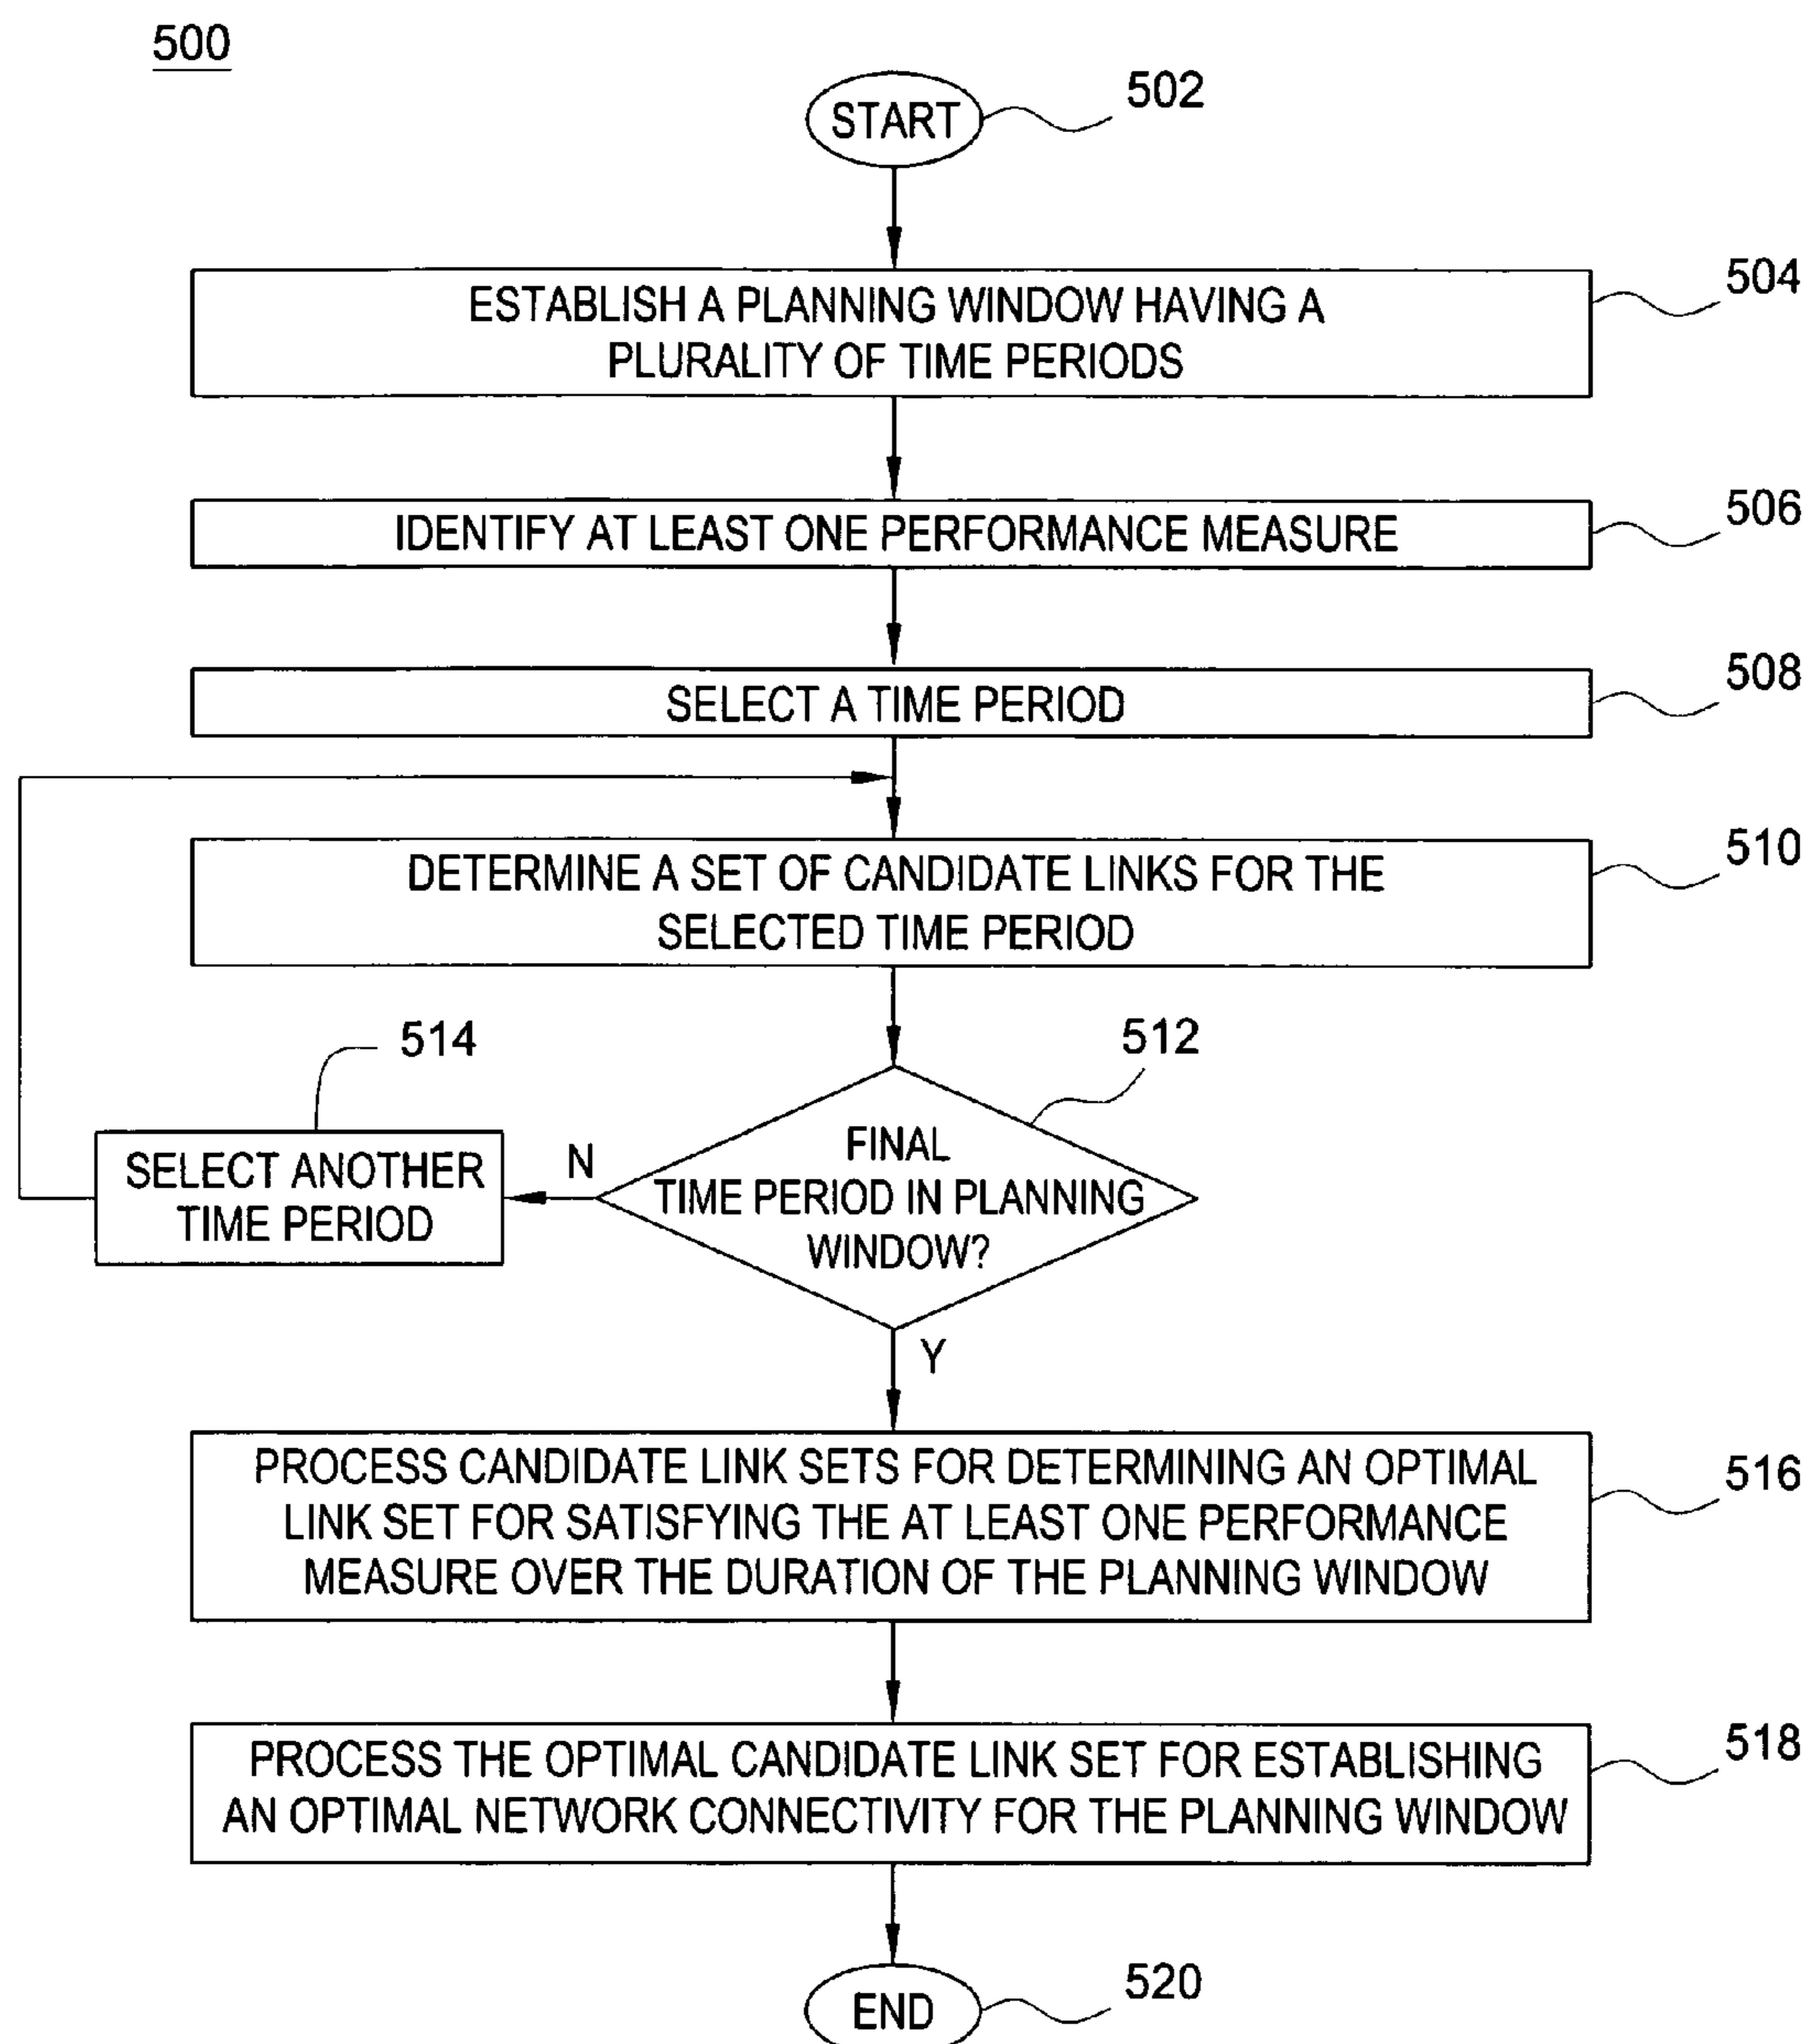 500
START
502
ESTABLISH A PLANNING WINDOW HAVING A
PLURALITY OF TIME PERIODS
504
IDENTIFY AT LEAST ONE PERFORMANCE MEASURE
506
SELECT A TIME PERIOD
508
DETERMINE A SET OF CANDIDATE LINKS FOR THE
SELECTED TIME PERIOD
510
514
512
SELECT ANOTHER
TIME PERIOD
N
FINAL
TIME PERIOD IN PLANNING
WINDOW?
Y
PROCESS CANDIDATE LINK SETS FOR DETERMINING AN OPTIMAL
LINK SET FOR SATISFYING THE AT LEAST ONE PERFORMANCE
MEASURE OVER THE DURATION OF THE PLANNING WINDOW
516
PROCESS THE OPTIMAL CANDIDATE LINK SET FOR ESTABLISHING
AN OPTIMAL NETWORK CONNECTIVITY FOR THE PLANNING WINDOW
518
END
520